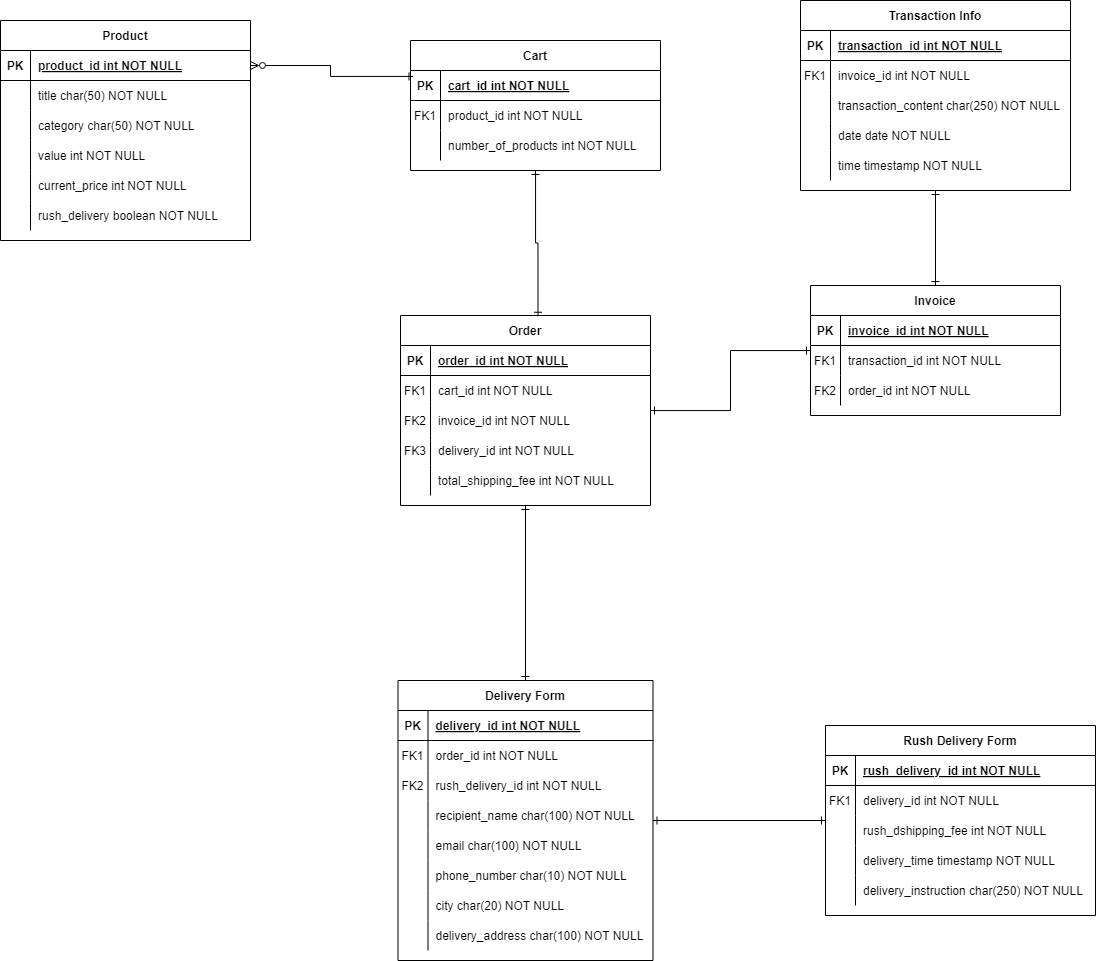 Product
PK product_id int NOT NULL
title char(50) NOT NULL
category char(50) NOT NULL
value int NOT NULL
current_price int NOT NULL
rush_delivery boolean NOT NULL
Cart
PK cart_id int NOT NULL
FK1 product_id int NOT NULL
number_of_products int NOT NULL
Transaction Info
PK transaction_id int NOT NULL
FK1 invoice_id int NOT NULL
transaction_content char(250) NOT NULL
date date NOT NULL
time timestamp NOT NULL
Order
PK order_id int NOT NULL
FK1 cart_id int NOT NULL
FK2 invoice_id int NOT NULL
FK3 delivery_id int NOT NULL
total_shipping_fee int NOT NULL
Invoice
PK invoice_id int NOT NULL
FK1 transaction_id int NOT NULL
FK2 order_id int NOT NULL
Delivery Form
PK delivery_id int NOT NULL
FK1 order_id int NOT NULL
FK2 rush_delivery_id int NOT NULL
recipient_name char(100) NOT NULL
email char(100) NOT NULL
phone_number char(10) NOT NULL
city char(20) NOT NULL
delivery_address char(100) NOT NULL
Rush Delivery Form
PK rush_delivery_id int NOT NULL
FK1 delivery_id int NOT NULL
rush_dshipping_fee int NOT NULL
delivery_time timestamp NOT NULL
delivery_instruction char(250) NOT NULL